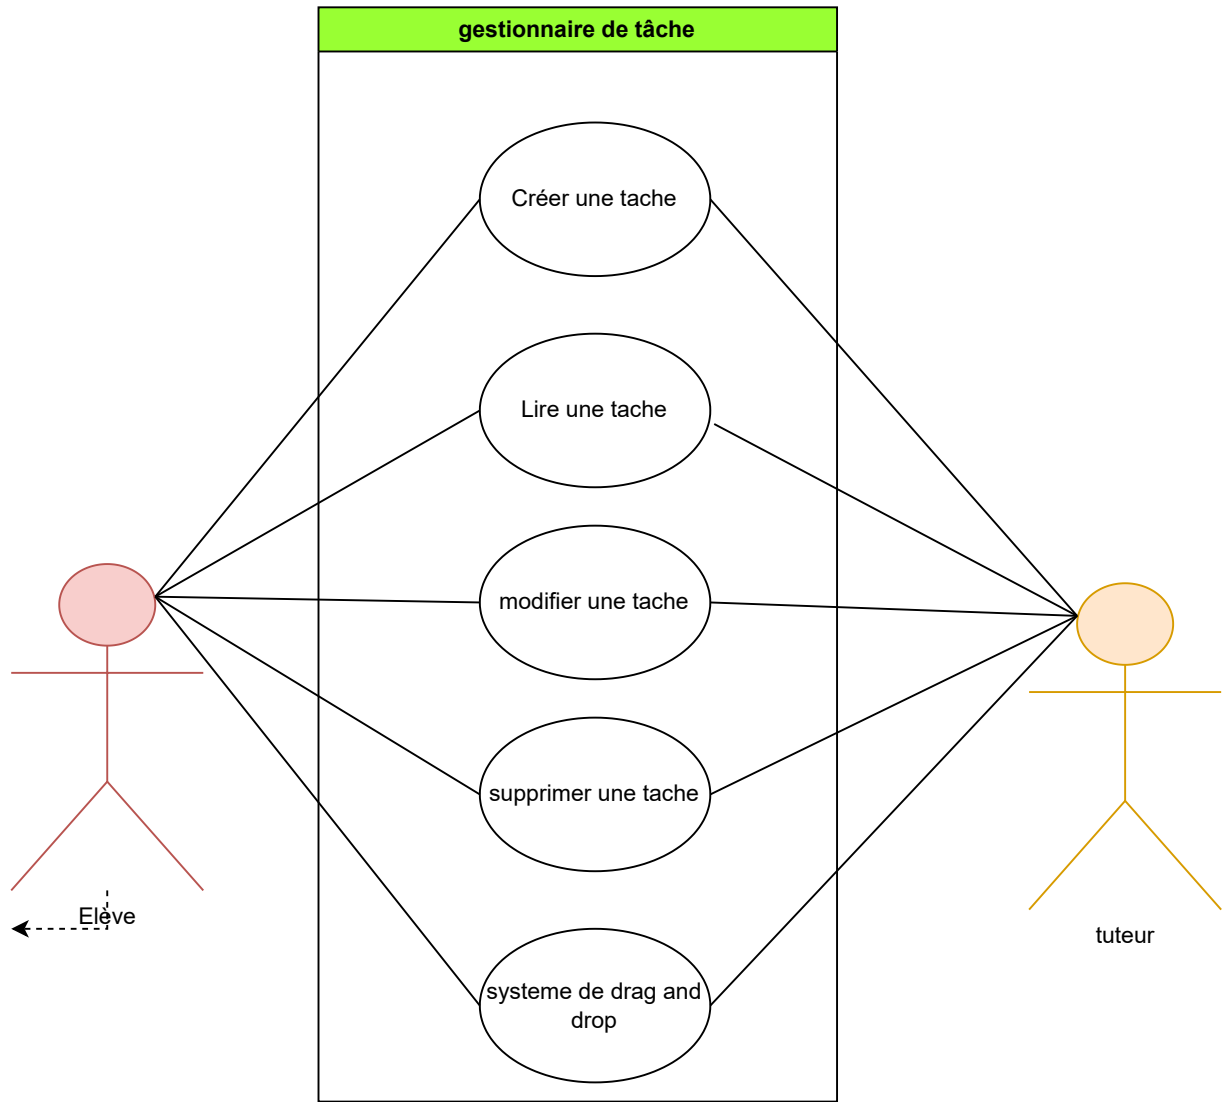 gestionnaire de tâche
Créer une tache
Lire une tache
modifier une tache
supprimer une tache
Elève
tuteur
systeme de drag and
drop